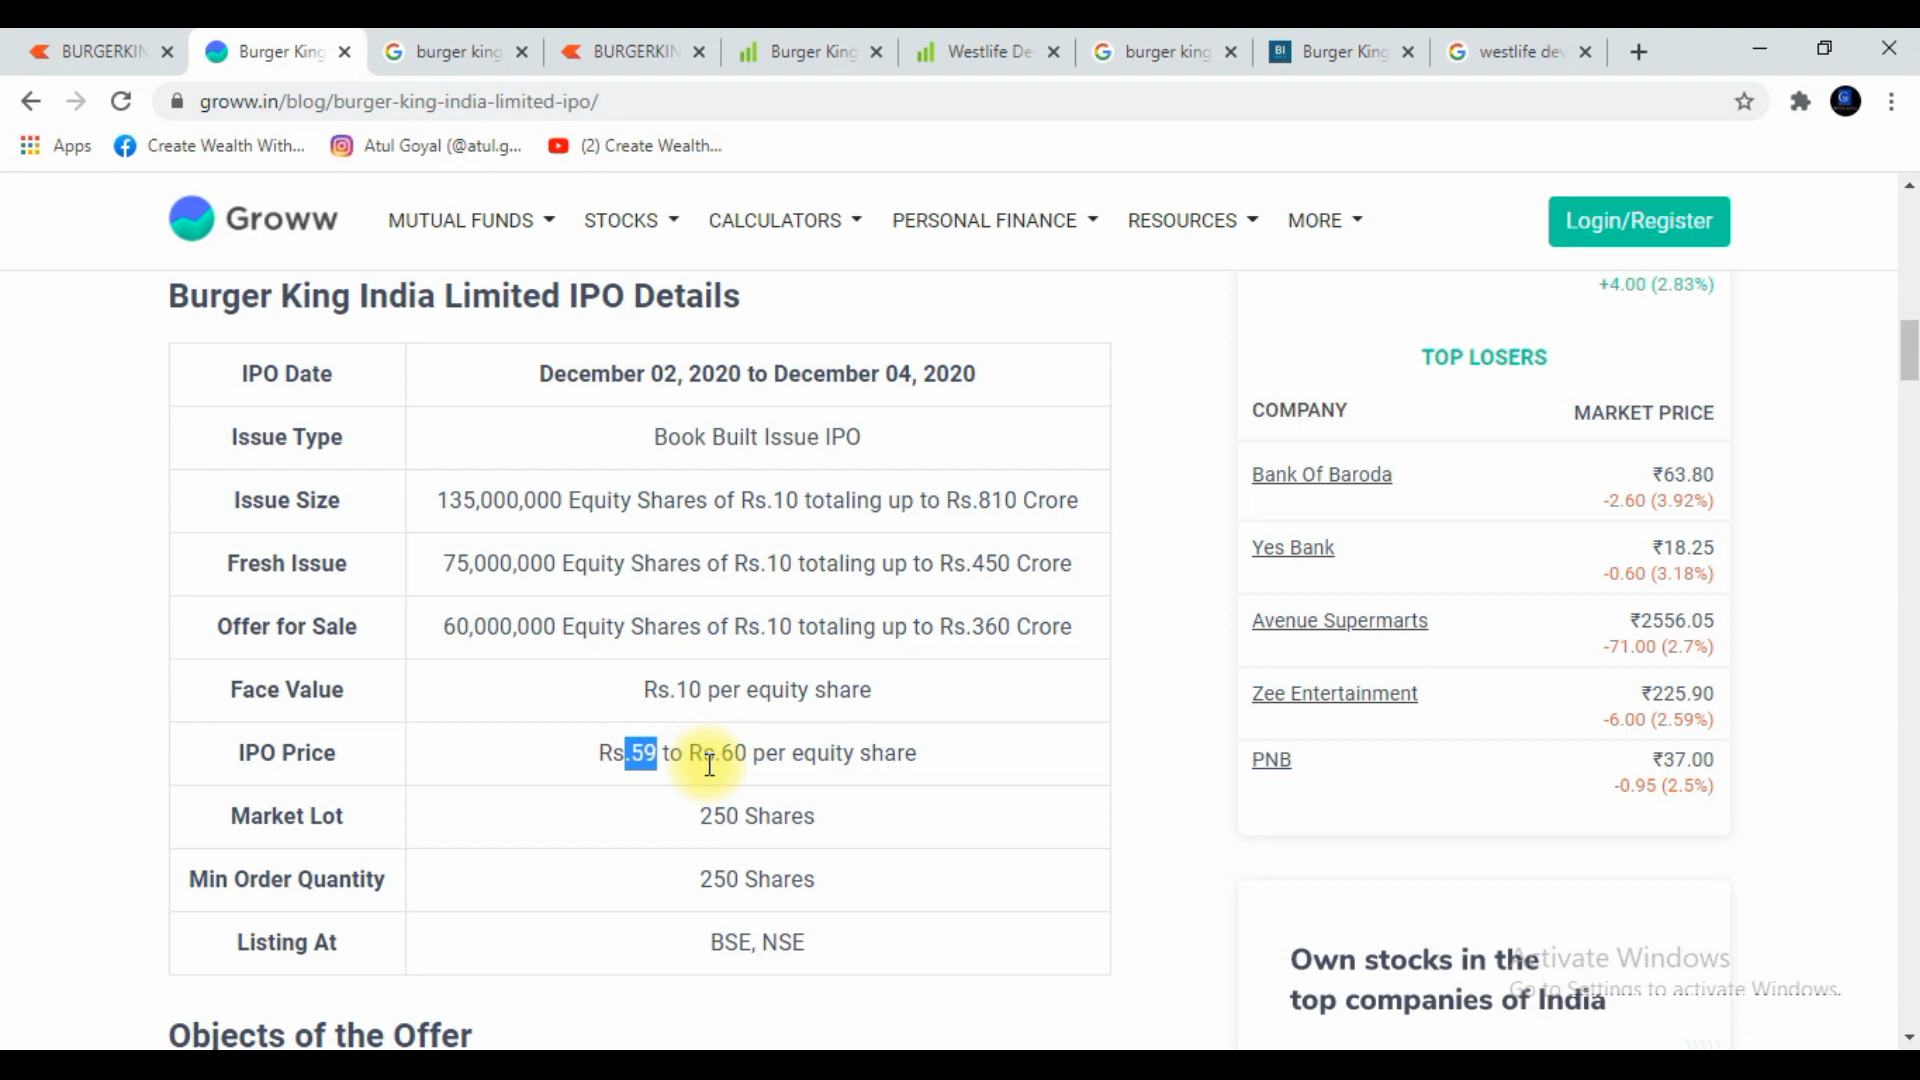 BURGERKIN
Burger King
burger king
BURGERKIN
Burger King
Westlife De
burger king
BI
Burger King
westlife dev
groww.in/blog/burger-king-india-limited-ipo/
Apps
Create Wealth With...
Atul Goyal (@atul.g...
(2) Create Wealth...
Groww
MUTUAL FUNDS
STOCKS
CALCULATORS
PERSONAL FINANCE
RESOURCES
MORE
Login/Register
Burger King India Limited IPO Details
IPO Date December 02, 2020 to December 04, 2020
Issue Type Book Built Issue IPO
Issue Size 135,000,000 Equity Shares of Rs.10 totaling up to Rs.810 Crore
Fresh Issue 75,000,000 Equity Shares of Rs.10 totaling up to Rs.450 Crore
Offer for Sale 60,000,000 Equity Shares of Rs.10 totaling up to Rs.360 Crore
Face Value Rs.10 per equity share
IPO Price Rs.59 to Rs.60 per equity share
Market Lot 250 Shares
Min Order Quantity 250 Shares
Listing At BSE, NSE
Objects of the Offer
+4.00 (2.83%)
TOP LOSERS
COMPANY MARKET PRICE
Bank Of Baroda ₹63.80
-2.60 (3.92%)
Yes Bank ₹18.25
-0.60 (3.18%)
Avenue Supermarts ₹2556.05
-71.00 (2.7%)
Zee Entertainment ₹225.90
-6.00 (2.59%)
PNB ₹37.00
-0.95 (2.5%)
Own stocks in the
top companies of India
Activate Windows
Go to Settings to activate Windows.